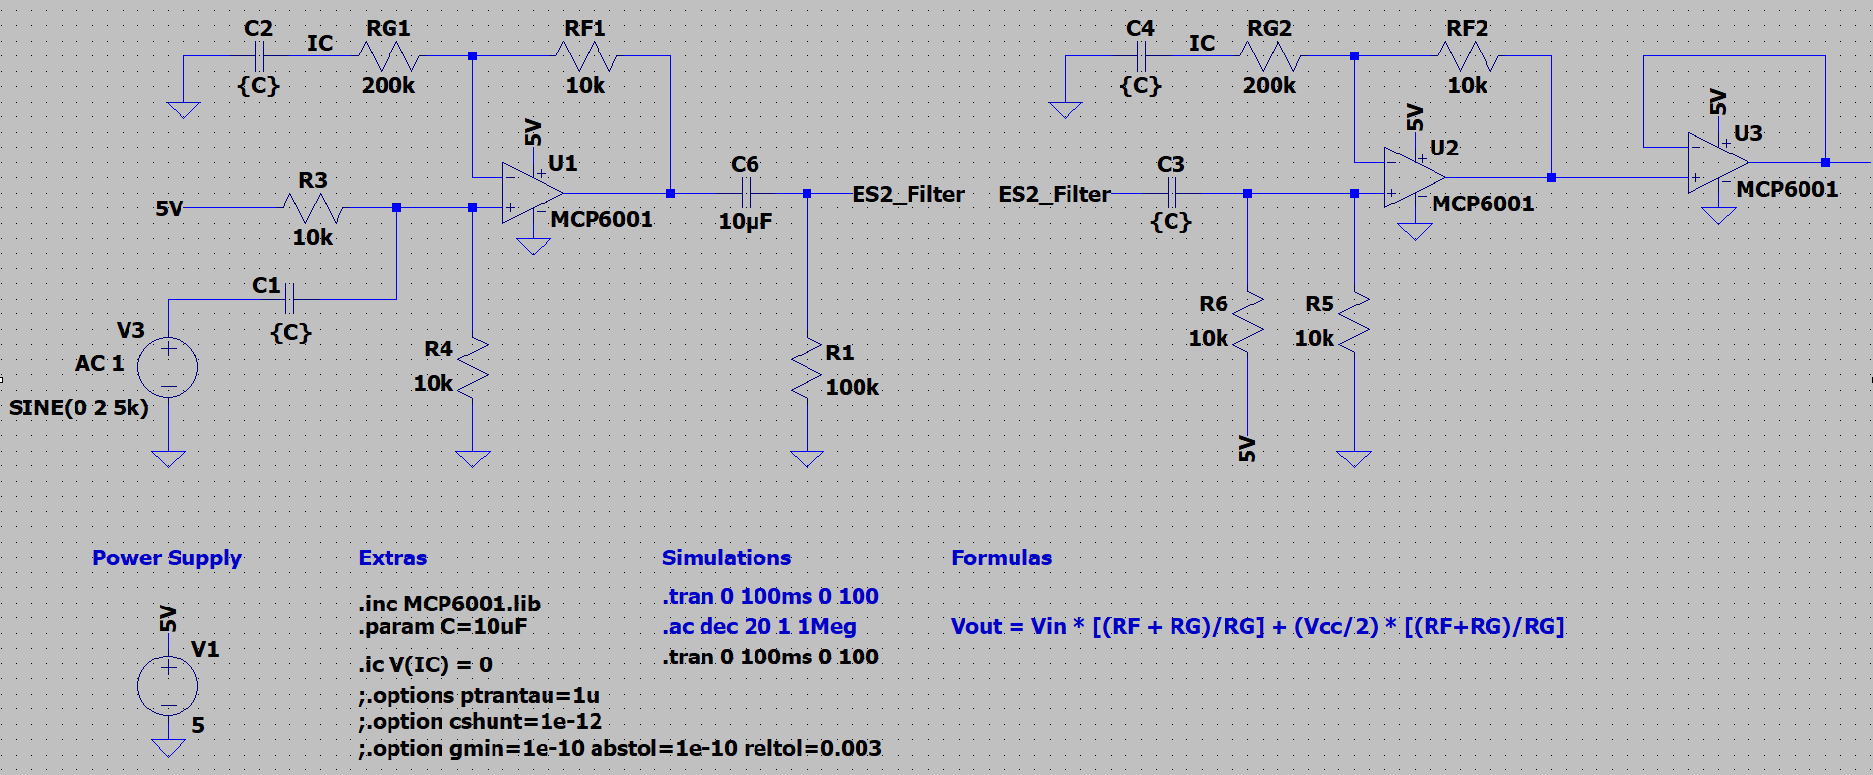 C2
RG1
RF1
IC
{C}
200k
10k
5V
U1
MCP6001
R3
5V
10k
C1
{C}
V3
AC 1
SINE(0 2 5k)
R4
10k
C6
10µF
ES2_Filter
R1
100k
C4
RG2
RF2
IC
{C}
200k
10k
5V
U2
MCP6001
ES2_Filter
C3
{C}
R6
10k
5V
R5
10k
5V
U3
MCP6001
Power Supply
5V
V1
5
Extras
.inc MCP6001.lib
.param C=10uF
.ic V(IC) = 0
;.options ptrantau=1u
;.option cshunt=1e-12
;.option gmin=1e-10 abstol=1e-10 reltol=0.003
Simulations
.tran 0 100ms 0 100
.ac dec 20 1 1Meg
.tran 0 100ms 0 100
Formulas
Vout = Vin * [(RF + RG)/RG] + (Vcc/2) * [(RF+RG)/RG]